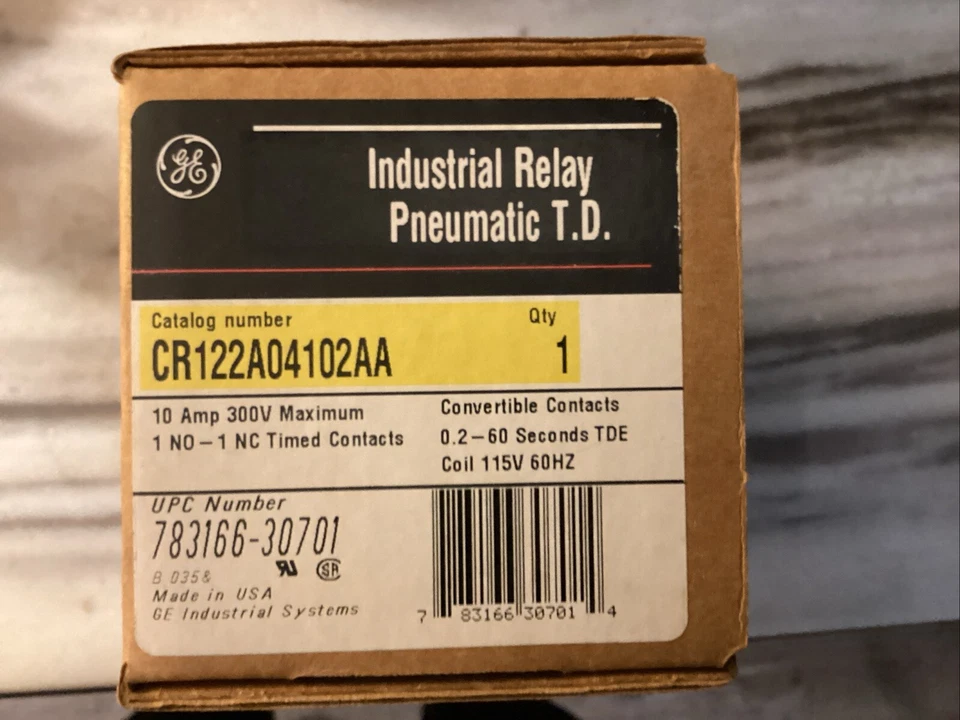 GE
Industrial Relay
Pneumatic T.D.
Catalog number Qty
CR122A04102AA 1
10 Amp 300V Maximum
1 NO–1 NC Timed Contacts
Convertible Contacts
0.2–60 Seconds TDE
Coil 115V 60HZ
UPC Number
783166-30701
Made in USA
GE Industrial Systems
7 83166 30701 4